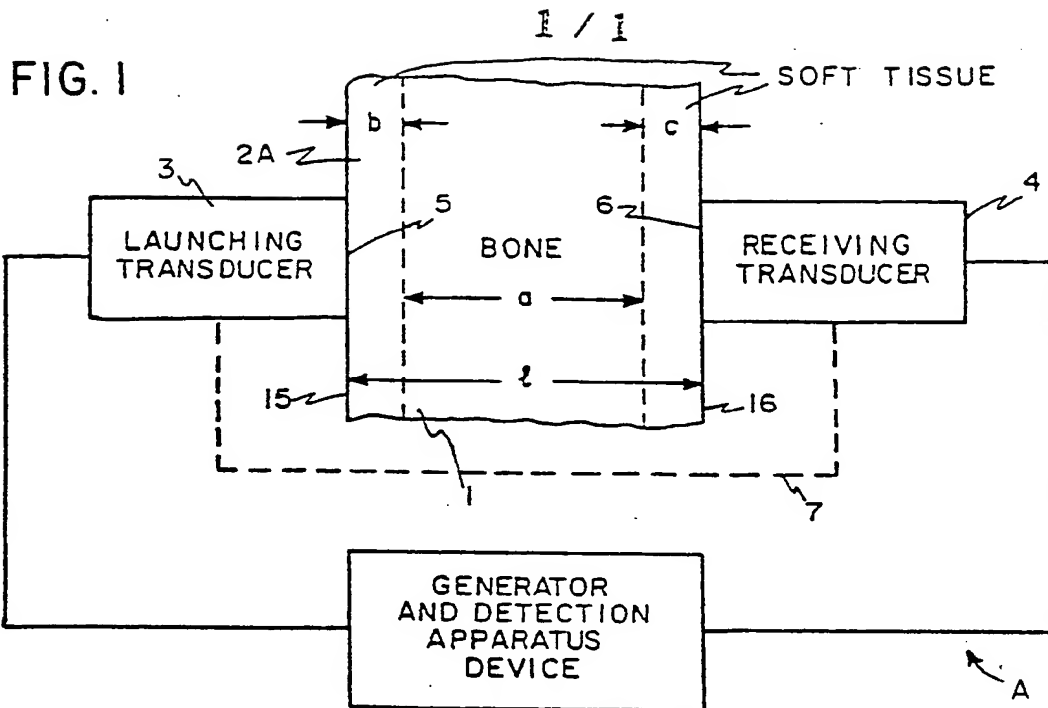 1 / 1
FIG. 1
SOFT TISSUE
b
c
2A
3
4
5
6
LAUNCHING
TRANSDUCER
BONE
RECEIVING
TRANSDUCER
a
ℓ
15
16
1
7
GENERATOR
AND DETECTION
APPARATUS
DEVICE
A